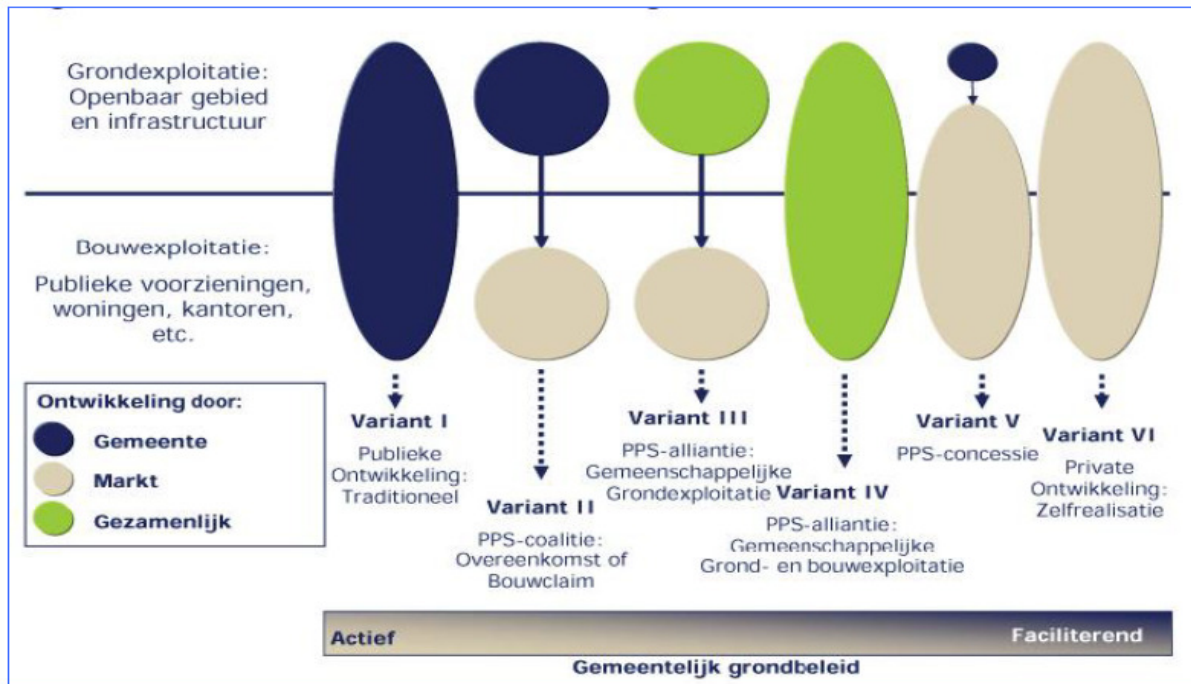 Grondexploitatie:
Openbaar gebied
en infrastructuur
Bouwexploitatie:
Publieke voorzieningen,
woningen, kantoren,
etc.
Ontwikkeling door:
Gemeente
Markt
Gezamenlijk
Variant I
Publieke
Ontwikkeling:
Traditioneel
Variant II
PPS-coalitie:
Overeenkomst of
Bouwclaim
Variant III
PPS-alliantie:
Gemeenschappelijke
Grondexploitatie
Variant IV
PPS-alliantie:
Gemeenschappelijke
Grond- en bouwexploitatie
Variant V
PPS-concessie
Variant VI
Private
Ontwikkeling:
Zelfrealisatie
Actief
Faciliterend
Gemeentelijk grondbeleid